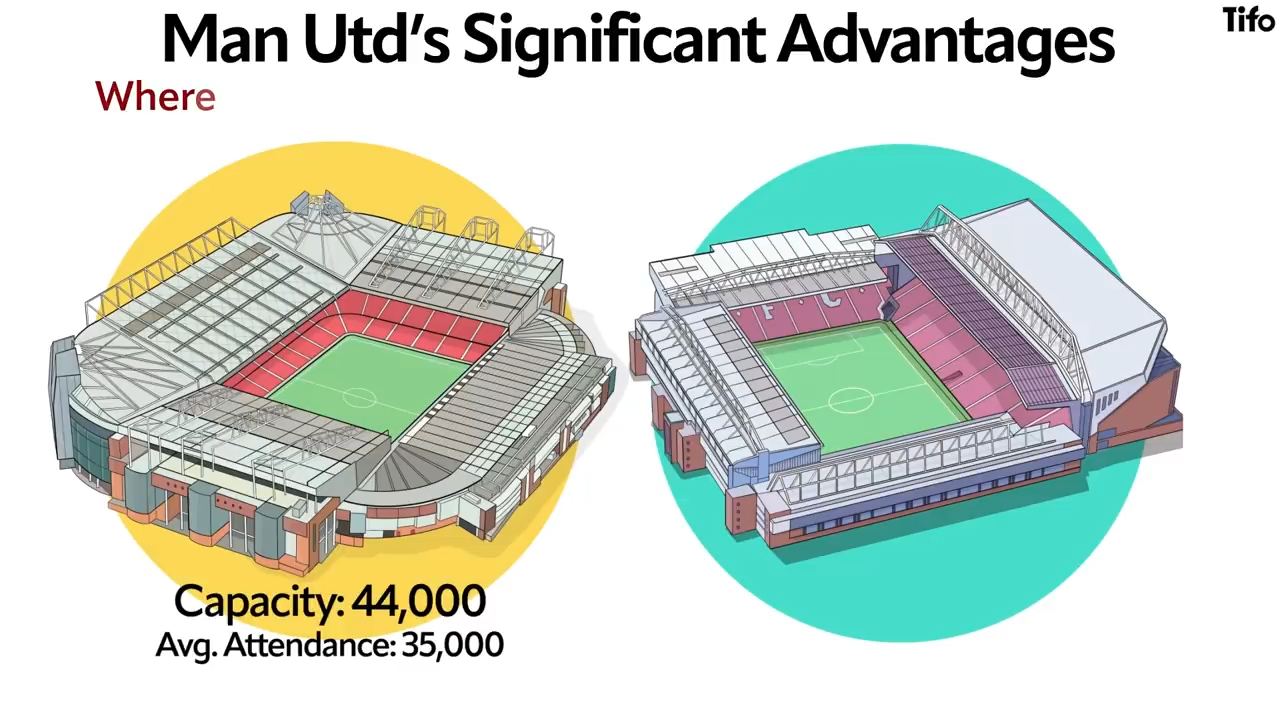 Man Utd's Significant Advantages
Tifo
Where
F C
Capacity: 44,000
Avg. Attendance: 35,000